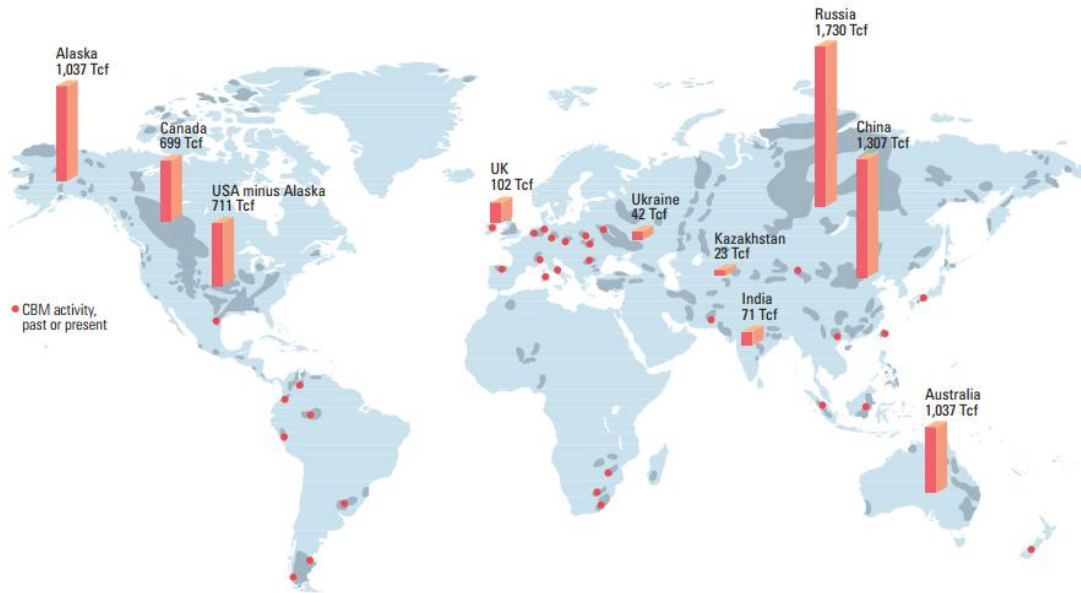 Russia
1,730 Tcf
Alaska
1,037 Tcf
Canada
699 Tcf
China
1,307 Tcf
UK
102 Tcf
USA minus Alaska
711 Tcf
Ukraine
42 Tcf
Kazakhstan
23 Tcf
India
71 Tcf
CBM activity,
past or present
Australia
1,037 Tcf